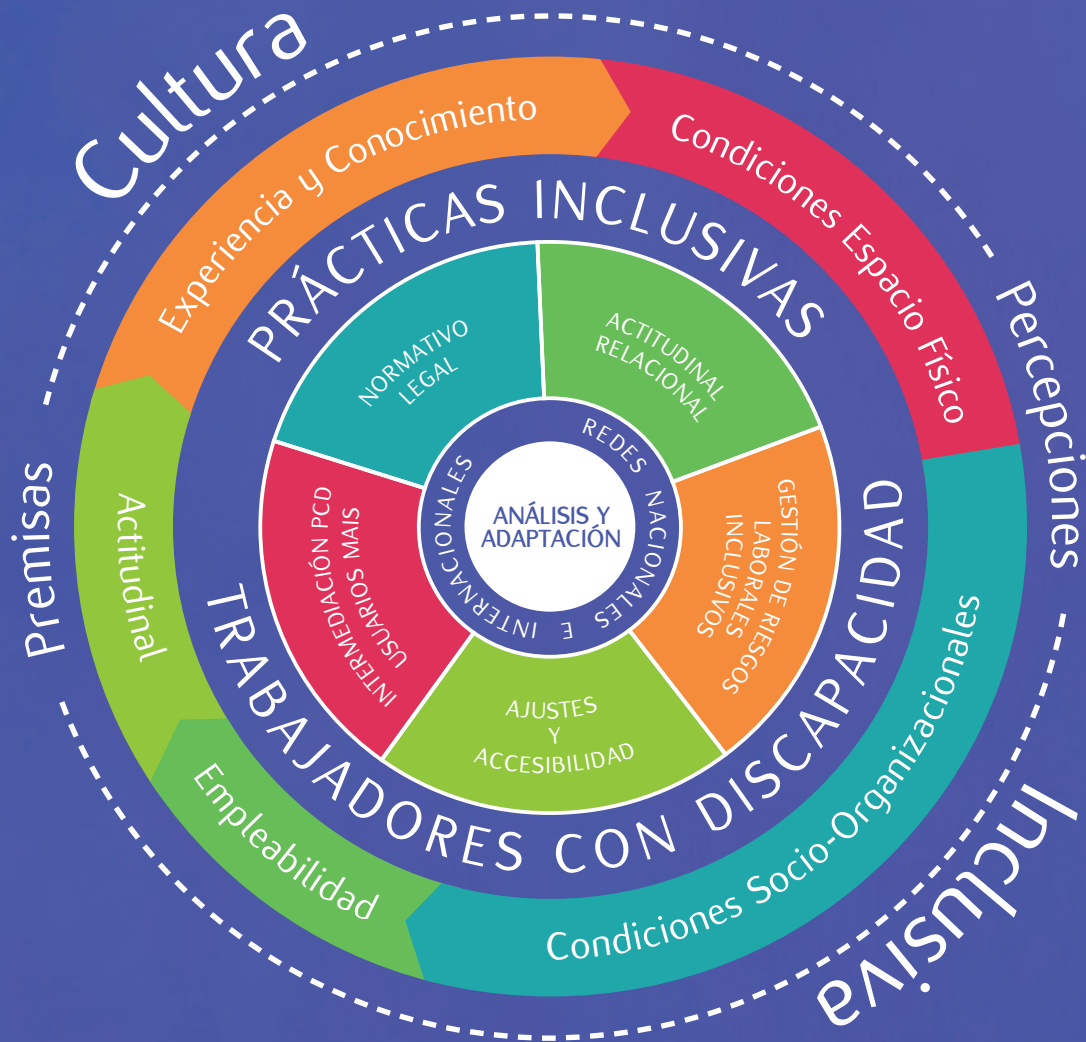 Cultura
Inclusiva
Premisas
Percepciones
Experiencia y Conocimiento
Condiciones Espacio Físico
Condiciones Socio-Organizacionales
Empleabilidad
Actitudinal
PRÁCTICAS INCLUSIVAS
TRABAJADORES CON DISCAPACIDAD
NORMATIVO
LEGAL
ACTITUDINAL
RELACIONAL
GESTIÓN DE RIESGOS
LABORALES
INCLUSIVOS
AJUSTES
Y
ACCESIBILIDAD
INTERMEDIACIÓN PCD
USUARIOS MAIS
REDES NACIONALES E INTERNACIONALES
ANÁLISIS Y
ADAPTACIÓN